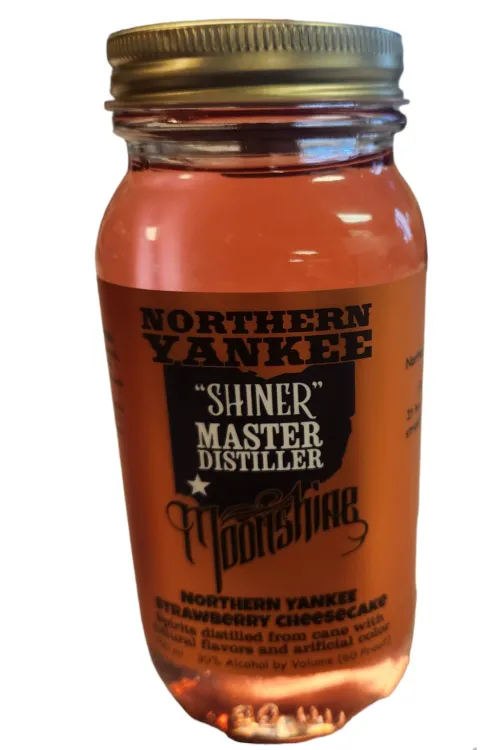 NORTHERN
YANKEE
"SHINER"
MASTER
DISTILLER
Moonshine
NORTHERN YANKEE
STRAWBERRY CHEESECAKE
Spirits distilled from cane with
natural flavors and arificial color
30% Alcohol by Volume (60 Proof)